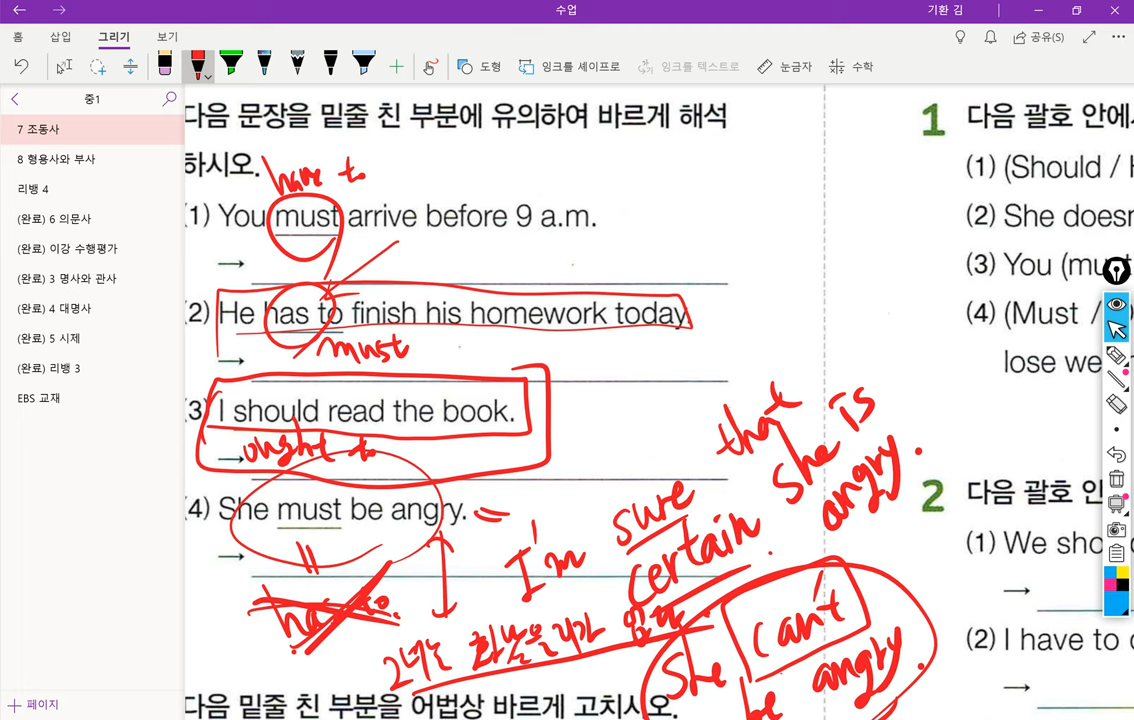 수업
기환 김
홈
삽입
그리기
보기
도형
잉크를 셰이프로
잉크를 텍스트로
눈금자
수학
공유(S)
중1
7 조동사
8 형용사와 부사
리뱅 4
(완료) 6 의문사
(완료) 이강 수행평가
(완료) 3 명사와 관사
(완료) 4 대명사
(완료) 5 시제
(완료) 리뱅 3
EBS 교재
페이지
다음 문장을 밑줄 친 부분에 유의하여 바르게 해석
하시오.
have to
(1) You must arrive before 9 a.m.
→
(2) He has to finish his homework today.
must
→
(3) I should read the book.
→ ought to
(4) She must be angry. = I'm sure certain that she is angry.
→
has to
그녀는 화났을리가 없다.
She can't be angry.
다음 밑줄 친 부분을 어법상 바르게 고치시오.
1 다음 괄호 안에
(1) (Should /
(2) She doesn
(3) You (mu
(4) (Must /
lose we
2 다음 괄호 안
(1) We sho
→
(2) I have to
→